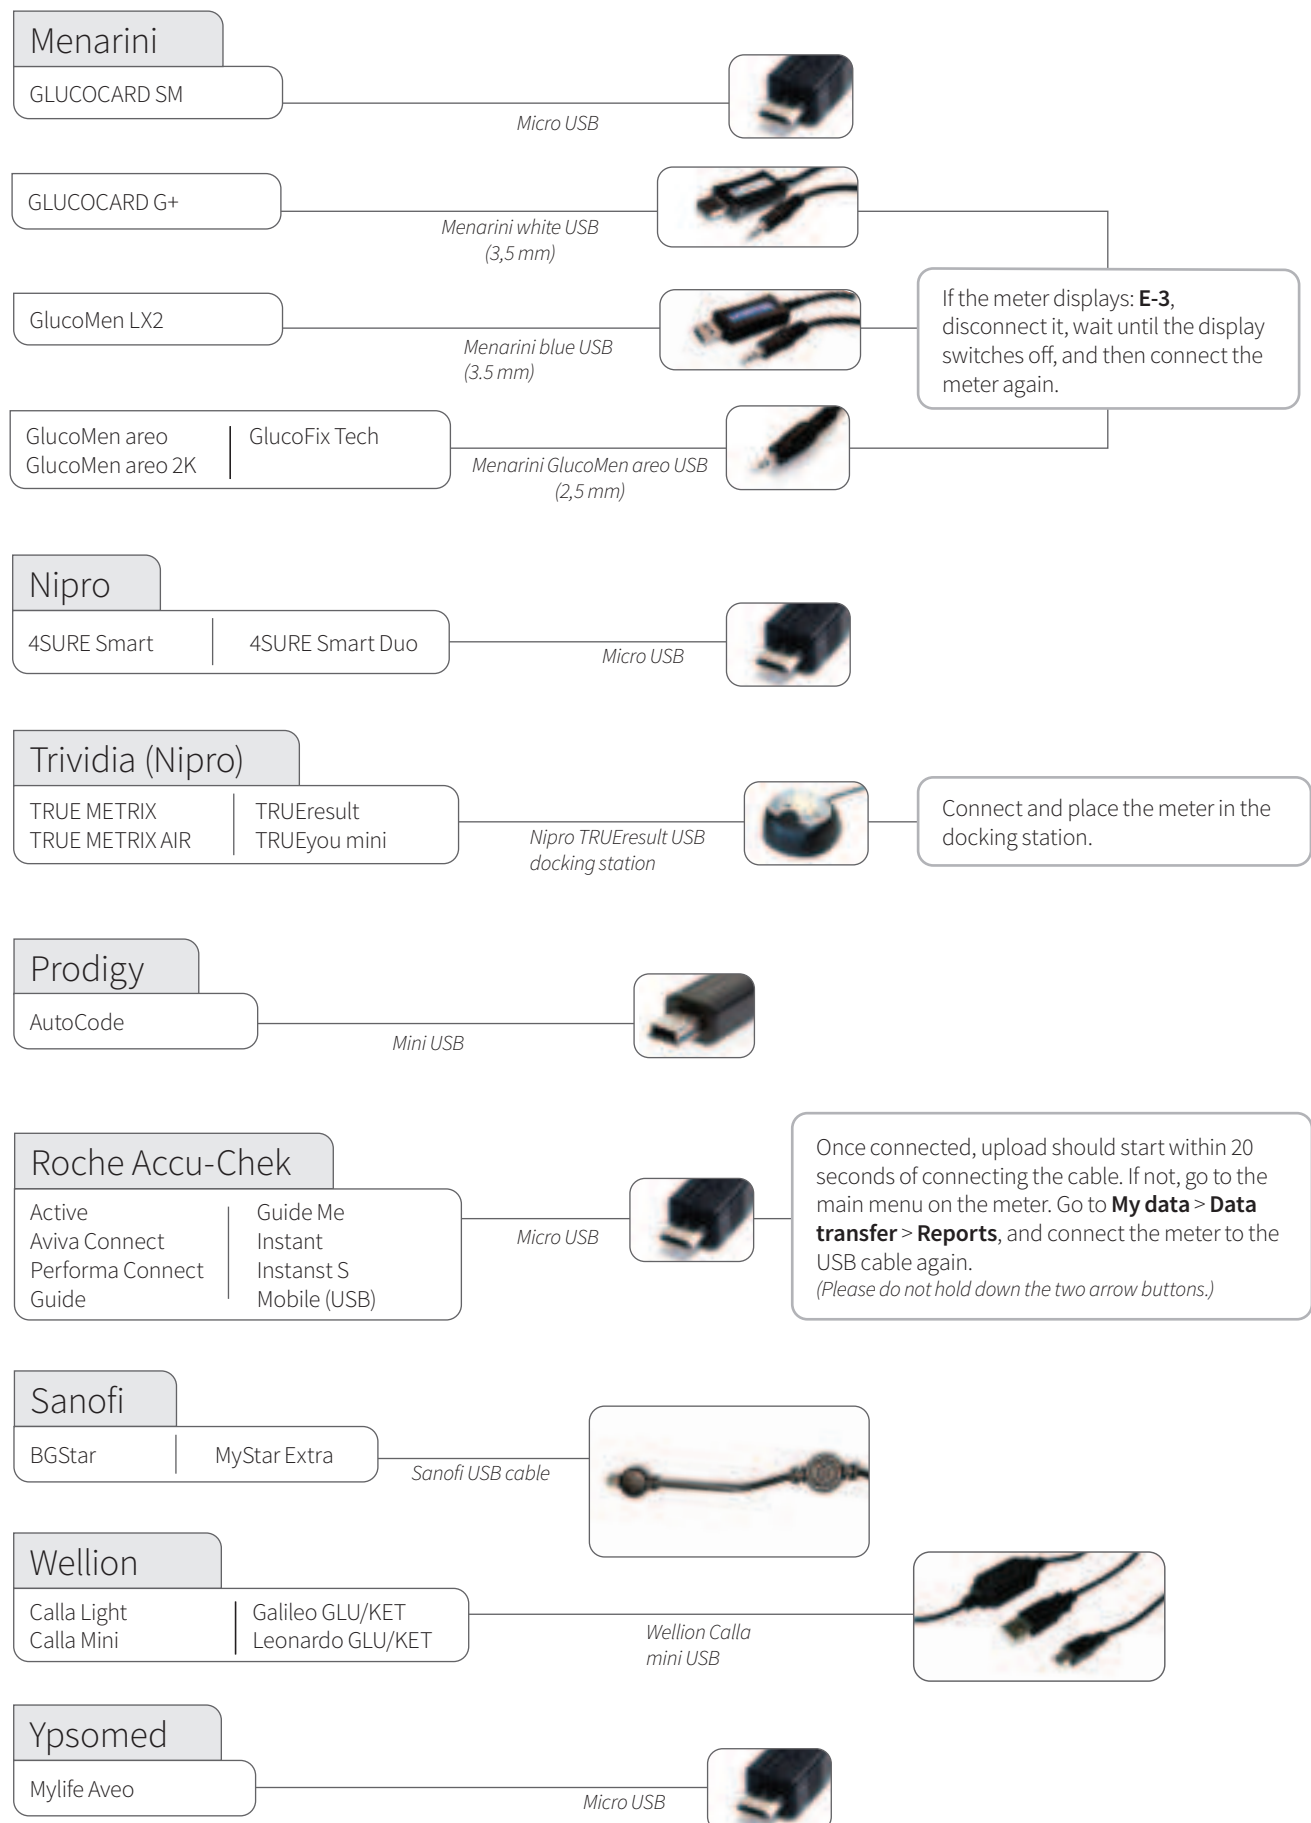 Menarini
GLUCOCARD SM
Micro USB
GLUCOCARD G+
Menarini white USB
(3,5 mm)
GlucoMen LX2
Menarini blue USB
(3.5 mm)
If the meter displays: E-3,
disconnect it, wait until the display
switches off, and then connect the
meter again.
GlucoMen areo
GlucoMen areo 2K
GlucoFix Tech
Menarini GlucoMen areo USB
(2,5 mm)
Nipro
4SURE Smart
4SURE Smart Duo
Micro USB
Trividia (Nipro)
TRUE METRIX
TRUE METRIX AIR
TRUEresult
TRUEyou mini
Nipro TRUEresult USB
docking station
Connect and place the meter in the
docking station.
Prodigy
AutoCode
Mini USB
Roche Accu-Chek
Active
Aviva Connect
Performa Connect
Guide
Guide Me
Instant
Instanst S
Mobile (USB)
Micro USB
Once connected, upload should start within 20
seconds of connecting the cable. If not, go to the
main menu on the meter. Go to My data > Data
transfer > Reports, and connect the meter to the
USB cable again.
(Please do not hold down the two arrow buttons.)
Sanofi
BGStar
MyStar Extra
Sanofi USB cable
Wellion
Calla Light
Calla Mini
Galileo GLU/KET
Leonardo GLU/KET
Wellion Calla
mini USB
Ypsomed
Mylife Aveo
Micro USB